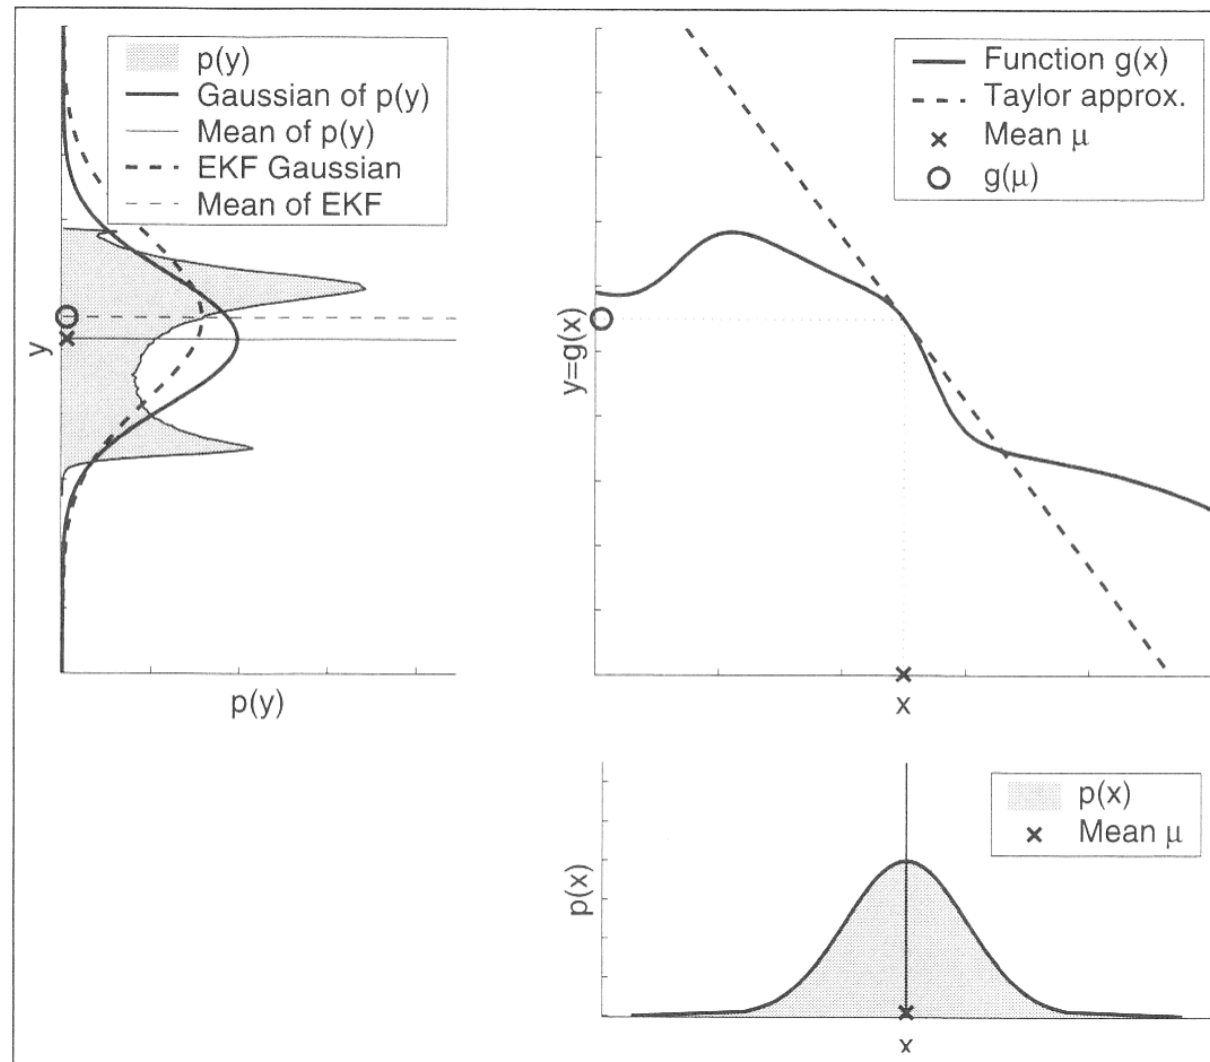 p(y)
Gaussian of p(y)
Mean of p(y)
EKF Gaussian
Mean of EKF
y
p(y)
Function g(x)
Taylor approx.
Mean μ
g(μ)
y=g(x)
x
p(x)
Mean μ
p(x)
x